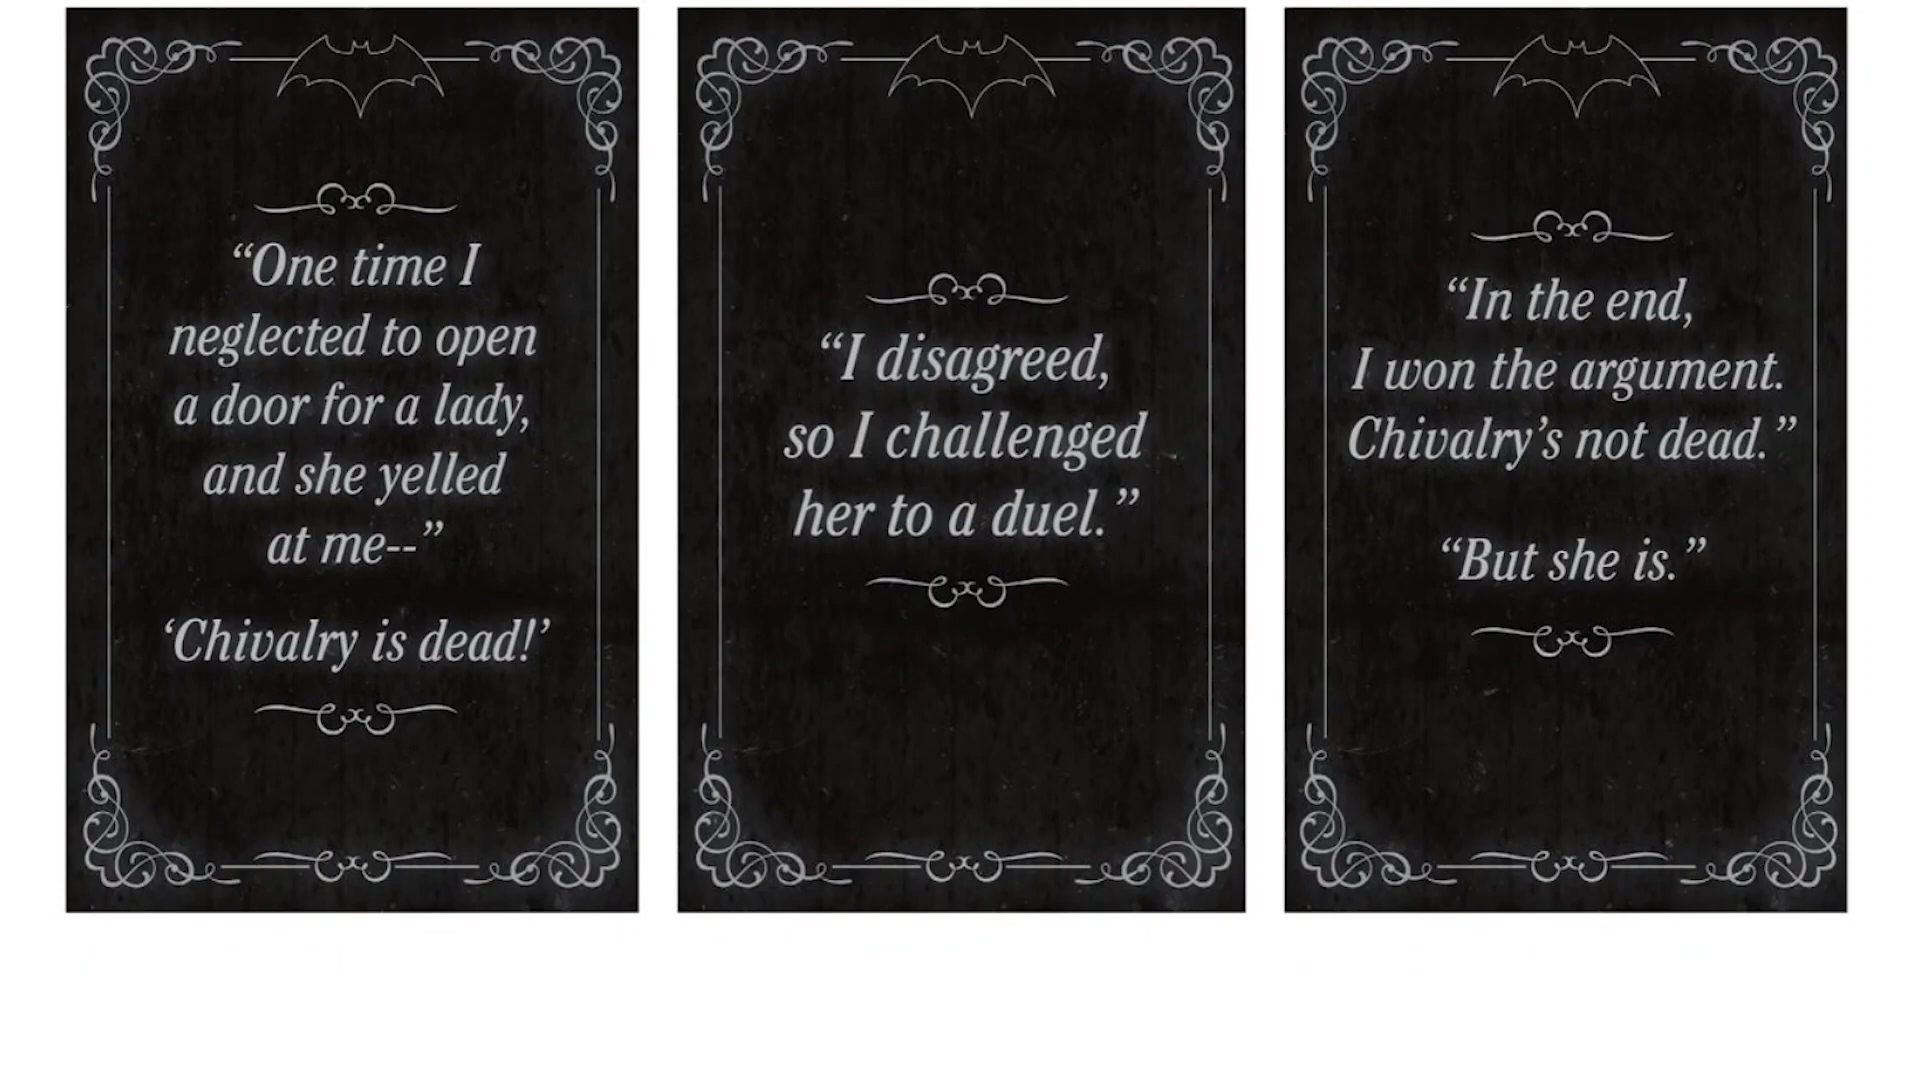 “One time I
neglected to open
a door for a lady,
and she yelled
at me--”
‘Chivalry is dead!’
“I disagreed,
so I challenged
her to a duel.”
“In the end,
I won the argument.
Chivalry’s not dead.”
“But she is.”